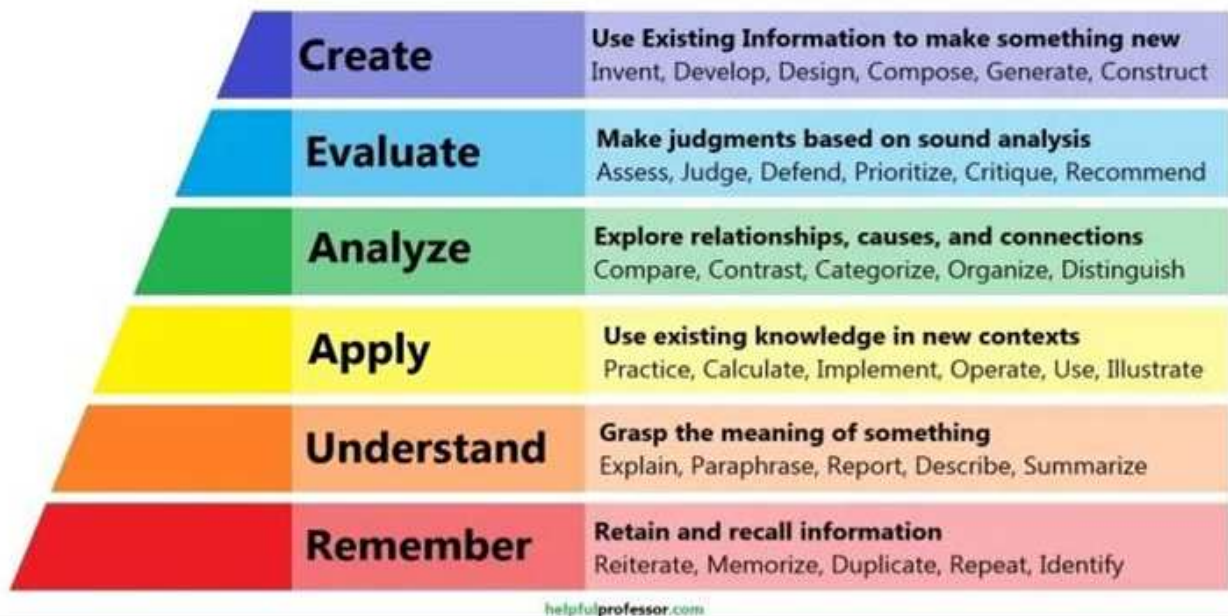 Create
Use Existing Information to make something new
Invent, Develop, Design, Compose, Generate, Construct
Evaluate
Make judgments based on sound analysis
Assess, Judge, Defend, Prioritize, Critique, Recommend
Analyze
Explore relationships, causes, and connections
Compare, Contrast, Categorize, Organize, Distinguish
Apply
Use existing knowledge in new contexts
Practice, Calculate, Implement, Operate, Use, Illustrate
Understand
Grasp the meaning of something
Explain, Paraphrase, Report, Describe, Summarize
Remember
Retain and recall information
Reiterate, Memorize, Duplicate, Repeat, Identify
helpfulprofessor.com